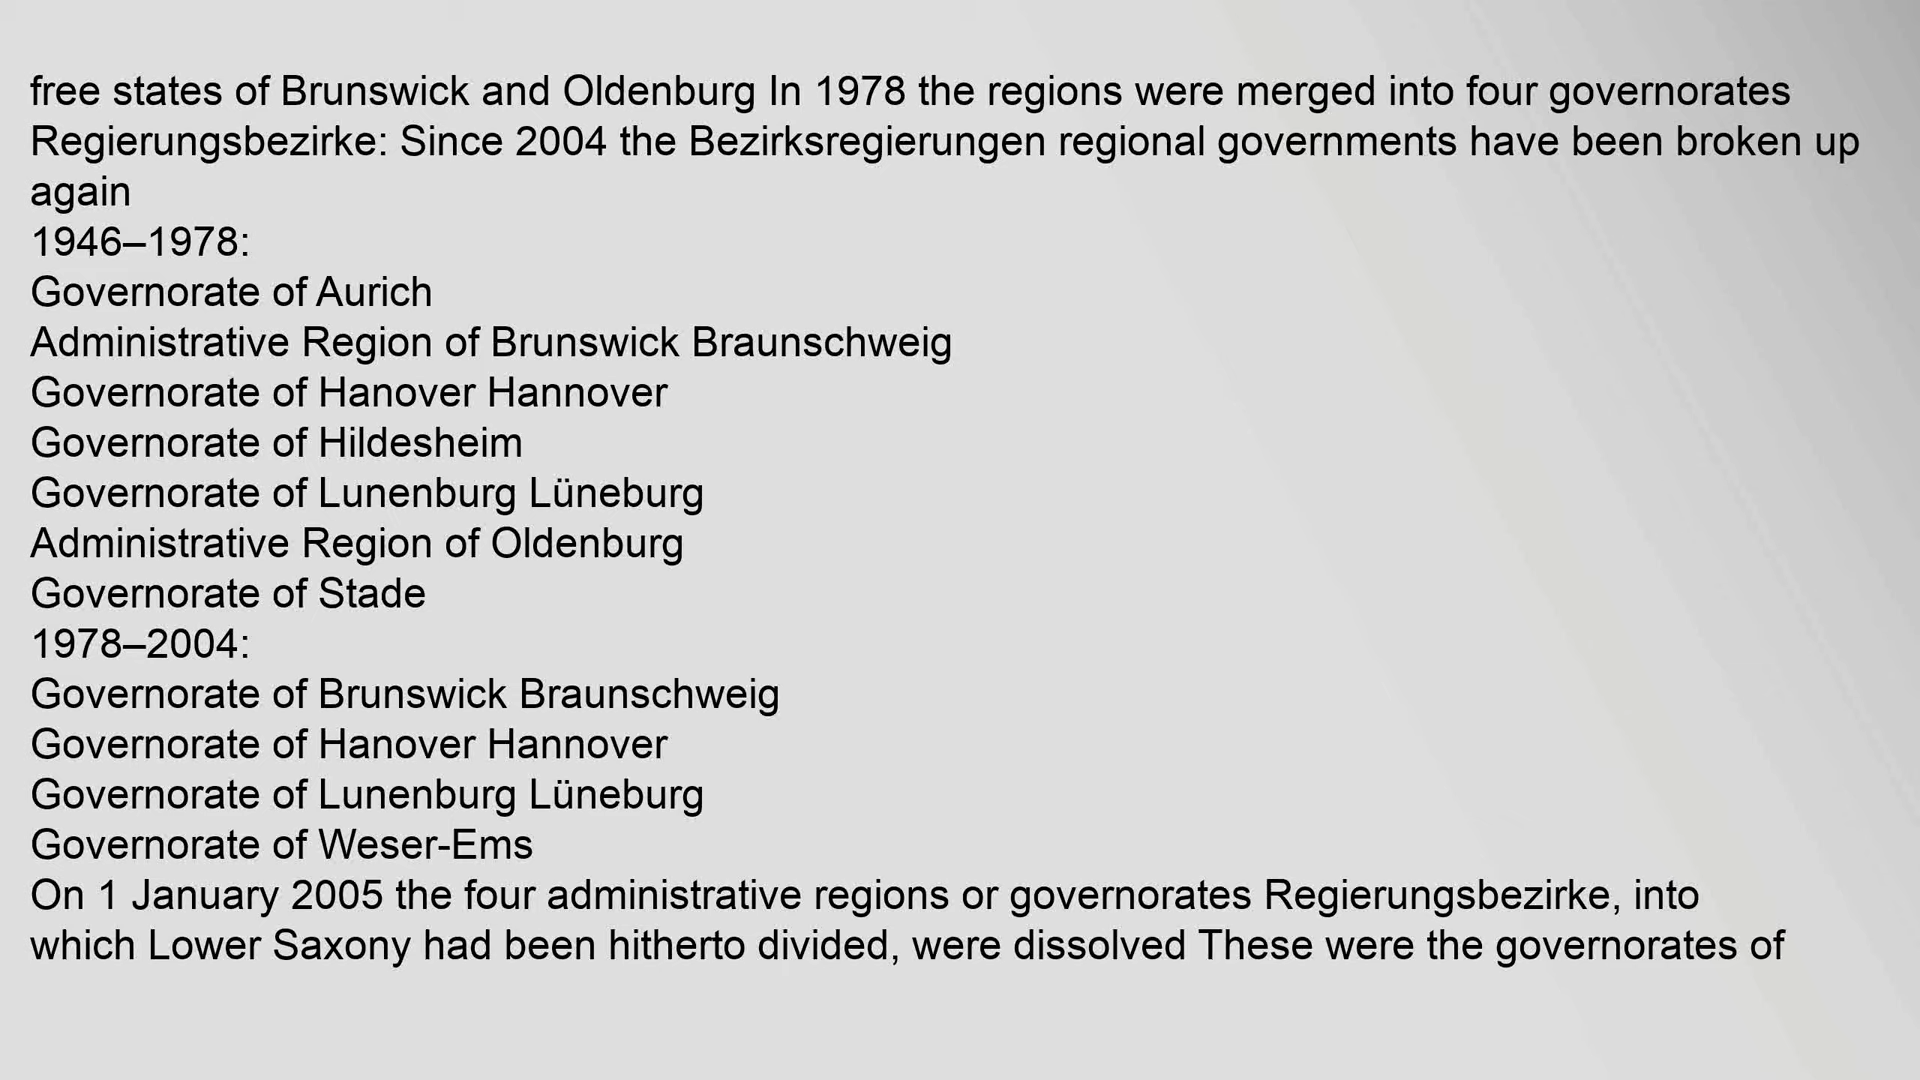 free states of Brunswick and Oldenburg In 1978 the regions were merged into four governorates
Regierungsbezirke: Since 2004 the Bezirksregierungen regional governments have been broken up
again
1946–1978:
Governorate of Aurich
Administrative Region of Brunswick Braunschweig
Governorate of Hanover Hannover
Governorate of Hildesheim
Governorate of Lunenburg Lüneburg
Administrative Region of Oldenburg
Governorate of Stade
1978–2004:
Governorate of Brunswick Braunschweig
Governorate of Hanover Hannover
Governorate of Lunenburg Lüneburg
Governorate of Weser-Ems
On 1 January 2005 the four administrative regions or governorates Regierungsbezirke, into
which Lower Saxony had been hitherto divided, were dissolved These were the governorates of